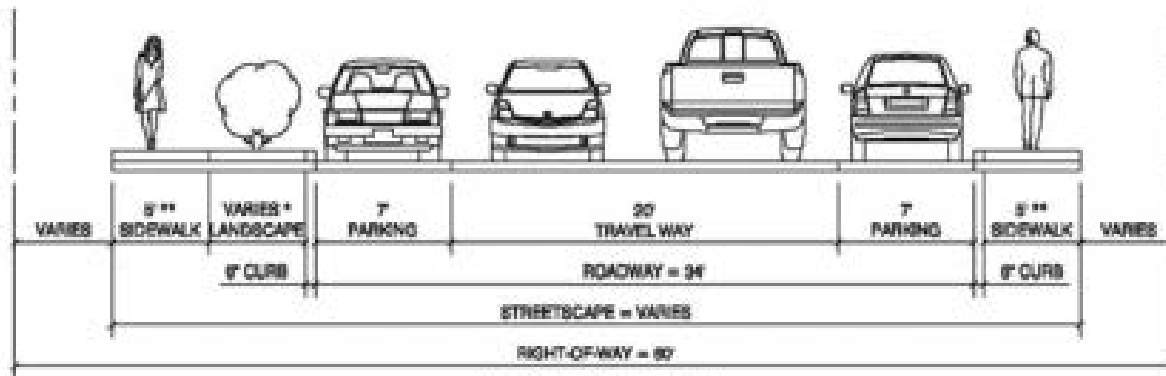 VARIES
5' **
SIDEWALK
VARIES *
LANDSCAPE
7'
PARKING
20'
TRAVEL WAY
7'
PARKING
5' **
SIDEWALK
VARIES
6" CURB
ROADWAY = 34'
6" CURB
STREETSCAPE = VARIES
RIGHT-OF-WAY = 60'